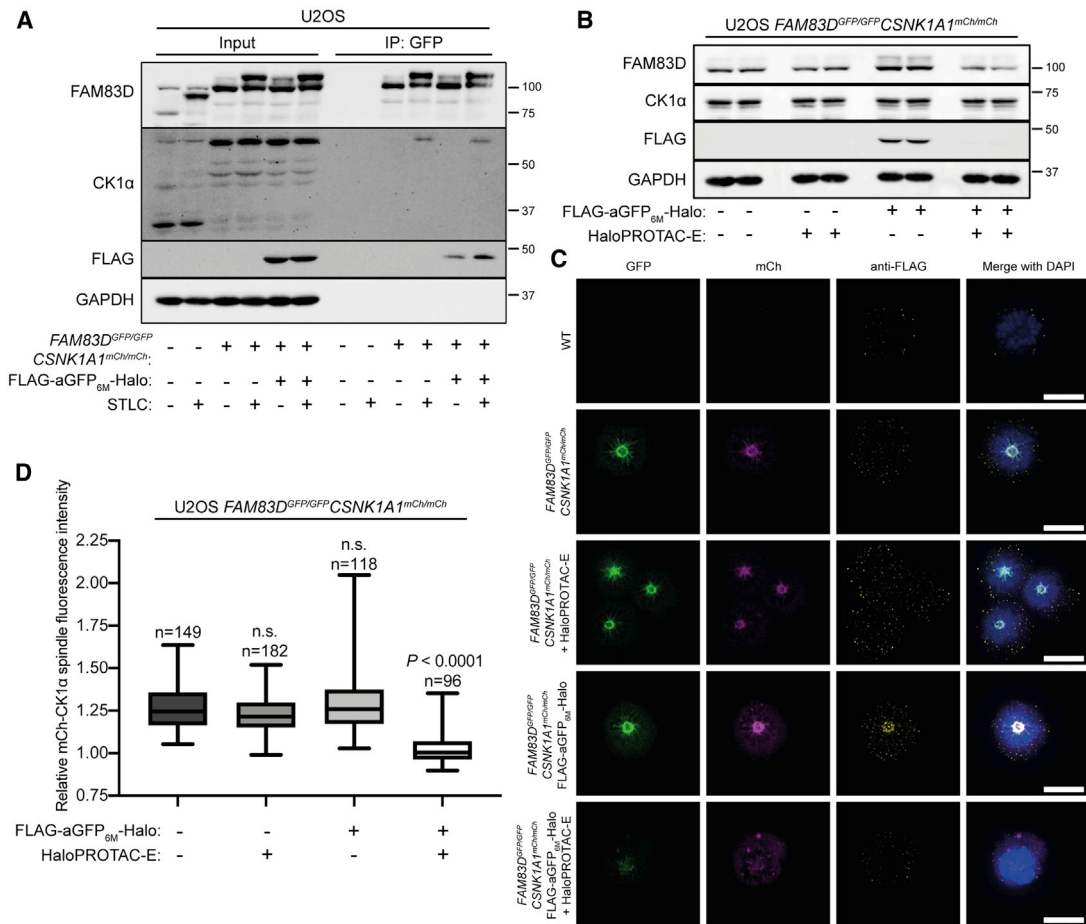 A
U2OS
Input
IP: GFP
FAM83D
100
75
CK1α
50
37
FLAG
50
GAPDH
37
FAM83D^GFP/GFP
CSNK1A1^mCh/mCh:
- - + + + + - - + + + +
FLAG-aGFP6M-Halo:
- - - - + + - - - - + +
STLC:
- + - + - + - + - + - +
B
U2OS FAM83D^GFP/GFP CSNK1A1^mCh/mCh
FAM83D
100
CK1α
75
FLAG
50
GAPDH
37
FLAG-aGFP6M-Halo:
- - - - + + + +
HaloPROTAC-E:
- - + + - - + +
C
GFP
mCh
anti-FLAG
Merge with DAPI
WT
FAM83D^GFP/GFP
CSNK1A1^mCh/mCh
FAM83D^GFP/GFP
CSNK1A1^mCh/mCh
+ HaloPROTAC-E
FAM83D^GFP/GFP
CSNK1A1^mCh/mCh
FLAG-aGFP6M-Halo
FAM83D^GFP/GFP
CSNK1A1^mCh/mCh
FLAG-aGFP6M-Halo
+ HaloPROTAC-E
D
U2OS FAM83D^GFP/GFP CSNK1A1^mCh/mCh
Relative mCh-CK1α spindle fluorescence intensity
2.25
2.00
1.75
1.50
1.25
1.00
0.75
n=149
n.s.
n=182
n.s.
n=118
P < 0.0001
n=96
FLAG-aGFP6M-Halo:
- - + +
HaloPROTAC-E:
- + - +